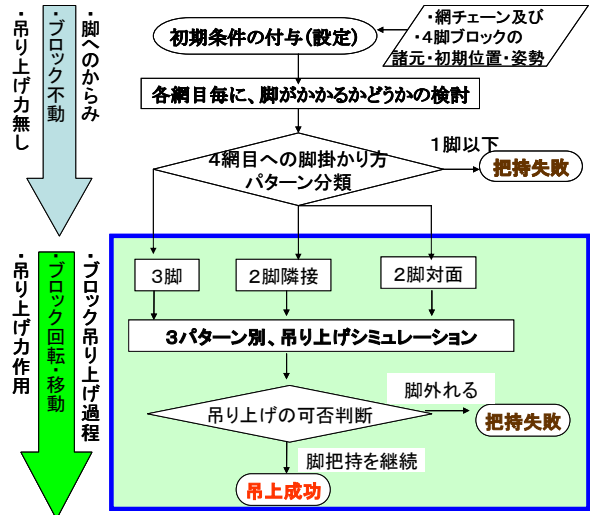 ・脚へのからみ
・ブロック不動
・吊り上げ力無し
初期条件の付与(設定)
・網チェーン及び
・4脚ブロックの
諸元・初期位置・姿勢
各網目毎に、脚がかかるかどうかの検討
4網目への脚掛かり方
パターン分類
1脚以下
把持失敗
・ブロック吊り上げ過程
・ブロック回転・移動
・吊り上げ力作用
3脚
2脚隣接
2脚対面
3パターン別、吊り上げシミュレーション
吊り上げの可否判断
脚外れる
把持失敗
脚把持を継続
吊上成功